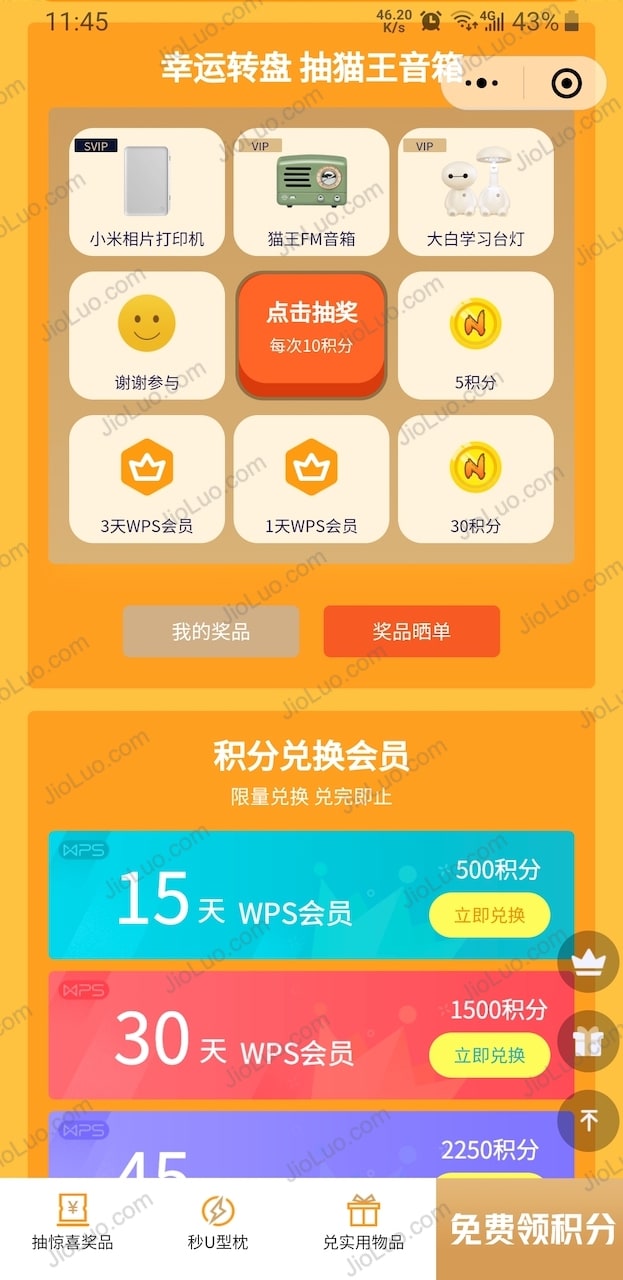 11:45
46.20
K/s
4G
43%
幸运转盘 抽猫王音箱
SVIP
小米相片打印机
VIP
猫王FM音箱
VIP
大白学习台灯
谢谢参与
点击抽奖
每次10积分
5积分
3天WPS会员
1天WPS会员
30积分
我的奖品
奖品晒单
积分兑换会员
限量兑换 兑完即止
WPS
15 天 WPS会员
500积分
立即兑换
WPS
30 天 WPS会员
1500积分
立即兑换
WPS
45
2250积分
抽惊喜奖品
秒U型枕
兑实用物品
免费领积分
JioLuo.com